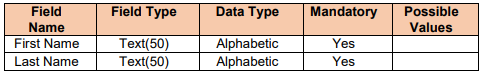 Field Name Field Type Data Type Mandatory Possible Values
First Name Text(50) Alphabetic Yes
Last Name Text(50) Alphabetic Yes